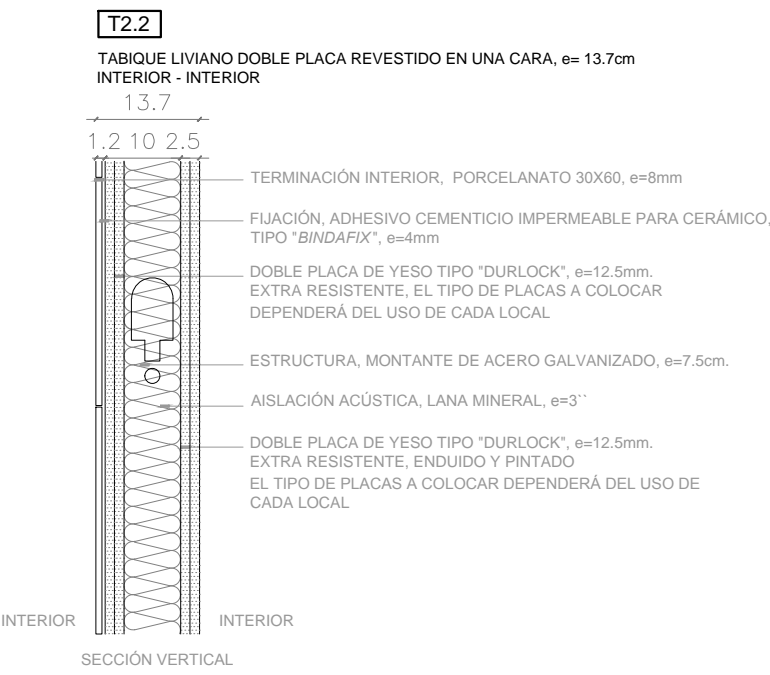 T2.2
TABIQUE LIVIANO DOBLE PLACA REVESTIDO EN UNA CARA, e= 13.7cm
INTERIOR - INTERIOR
13.7
1.2 10 2.5
TERMINACIÓN INTERIOR, PORCELANATO 30X60, e=8mm
FIJACIÓN, ADHESIVO CEMENTICIO IMPERMEABLE PARA CERÁMICO,
TIPO "BINDAFIX", e=4mm
DOBLE PLACA DE YESO TIPO "DURLOCK", e=12.5mm.
EXTRA RESISTENTE, EL TIPO DE PLACAS A COLOCAR
DEPENDERÁ DEL USO DE CADA LOCAL
ESTRUCTURA, MONTANTE DE ACERO GALVANIZADO, e=7.5cm.
AISLACIÓN ACÚSTICA, LANA MINERAL, e=3``
DOBLE PLACA DE YESO TIPO "DURLOCK", e=12.5mm.
EXTRA RESISTENTE, ENDUIDO Y PINTADO
EL TIPO DE PLACAS A COLOCAR DEPENDERÁ DEL USO DE
CADA LOCAL
INTERIOR INTERIOR
SECCIÓN VERTICAL